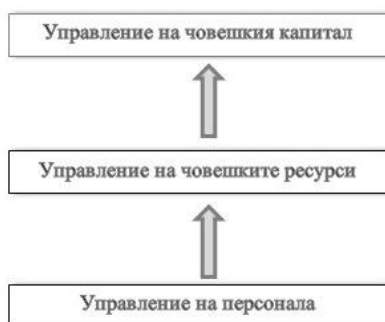 Управление на човешкия капитал
Управление на човешките ресурси
Управление на персонала